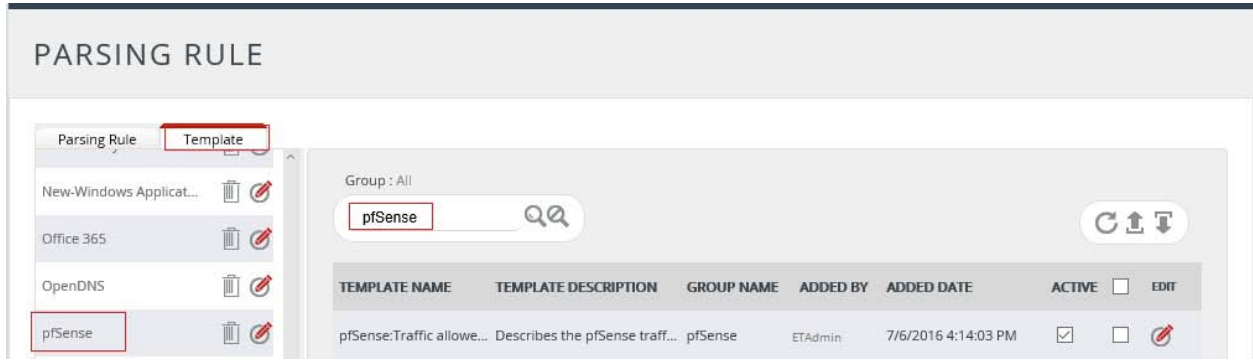 PARSING RULE
Parsing Rule
Template
New-Windows Applicat...
Office 365
OpenDNS
pfSense
Group : All
pfSense
TEMPLATE NAME TEMPLATE DESCRIPTION GROUP NAME ADDED BY ADDED DATE ACTIVE EDIT
pfSense:Traffic allowe... Describes the pfSense traff... pfSense ETAdmin 7/6/2016 4:14:03 PM